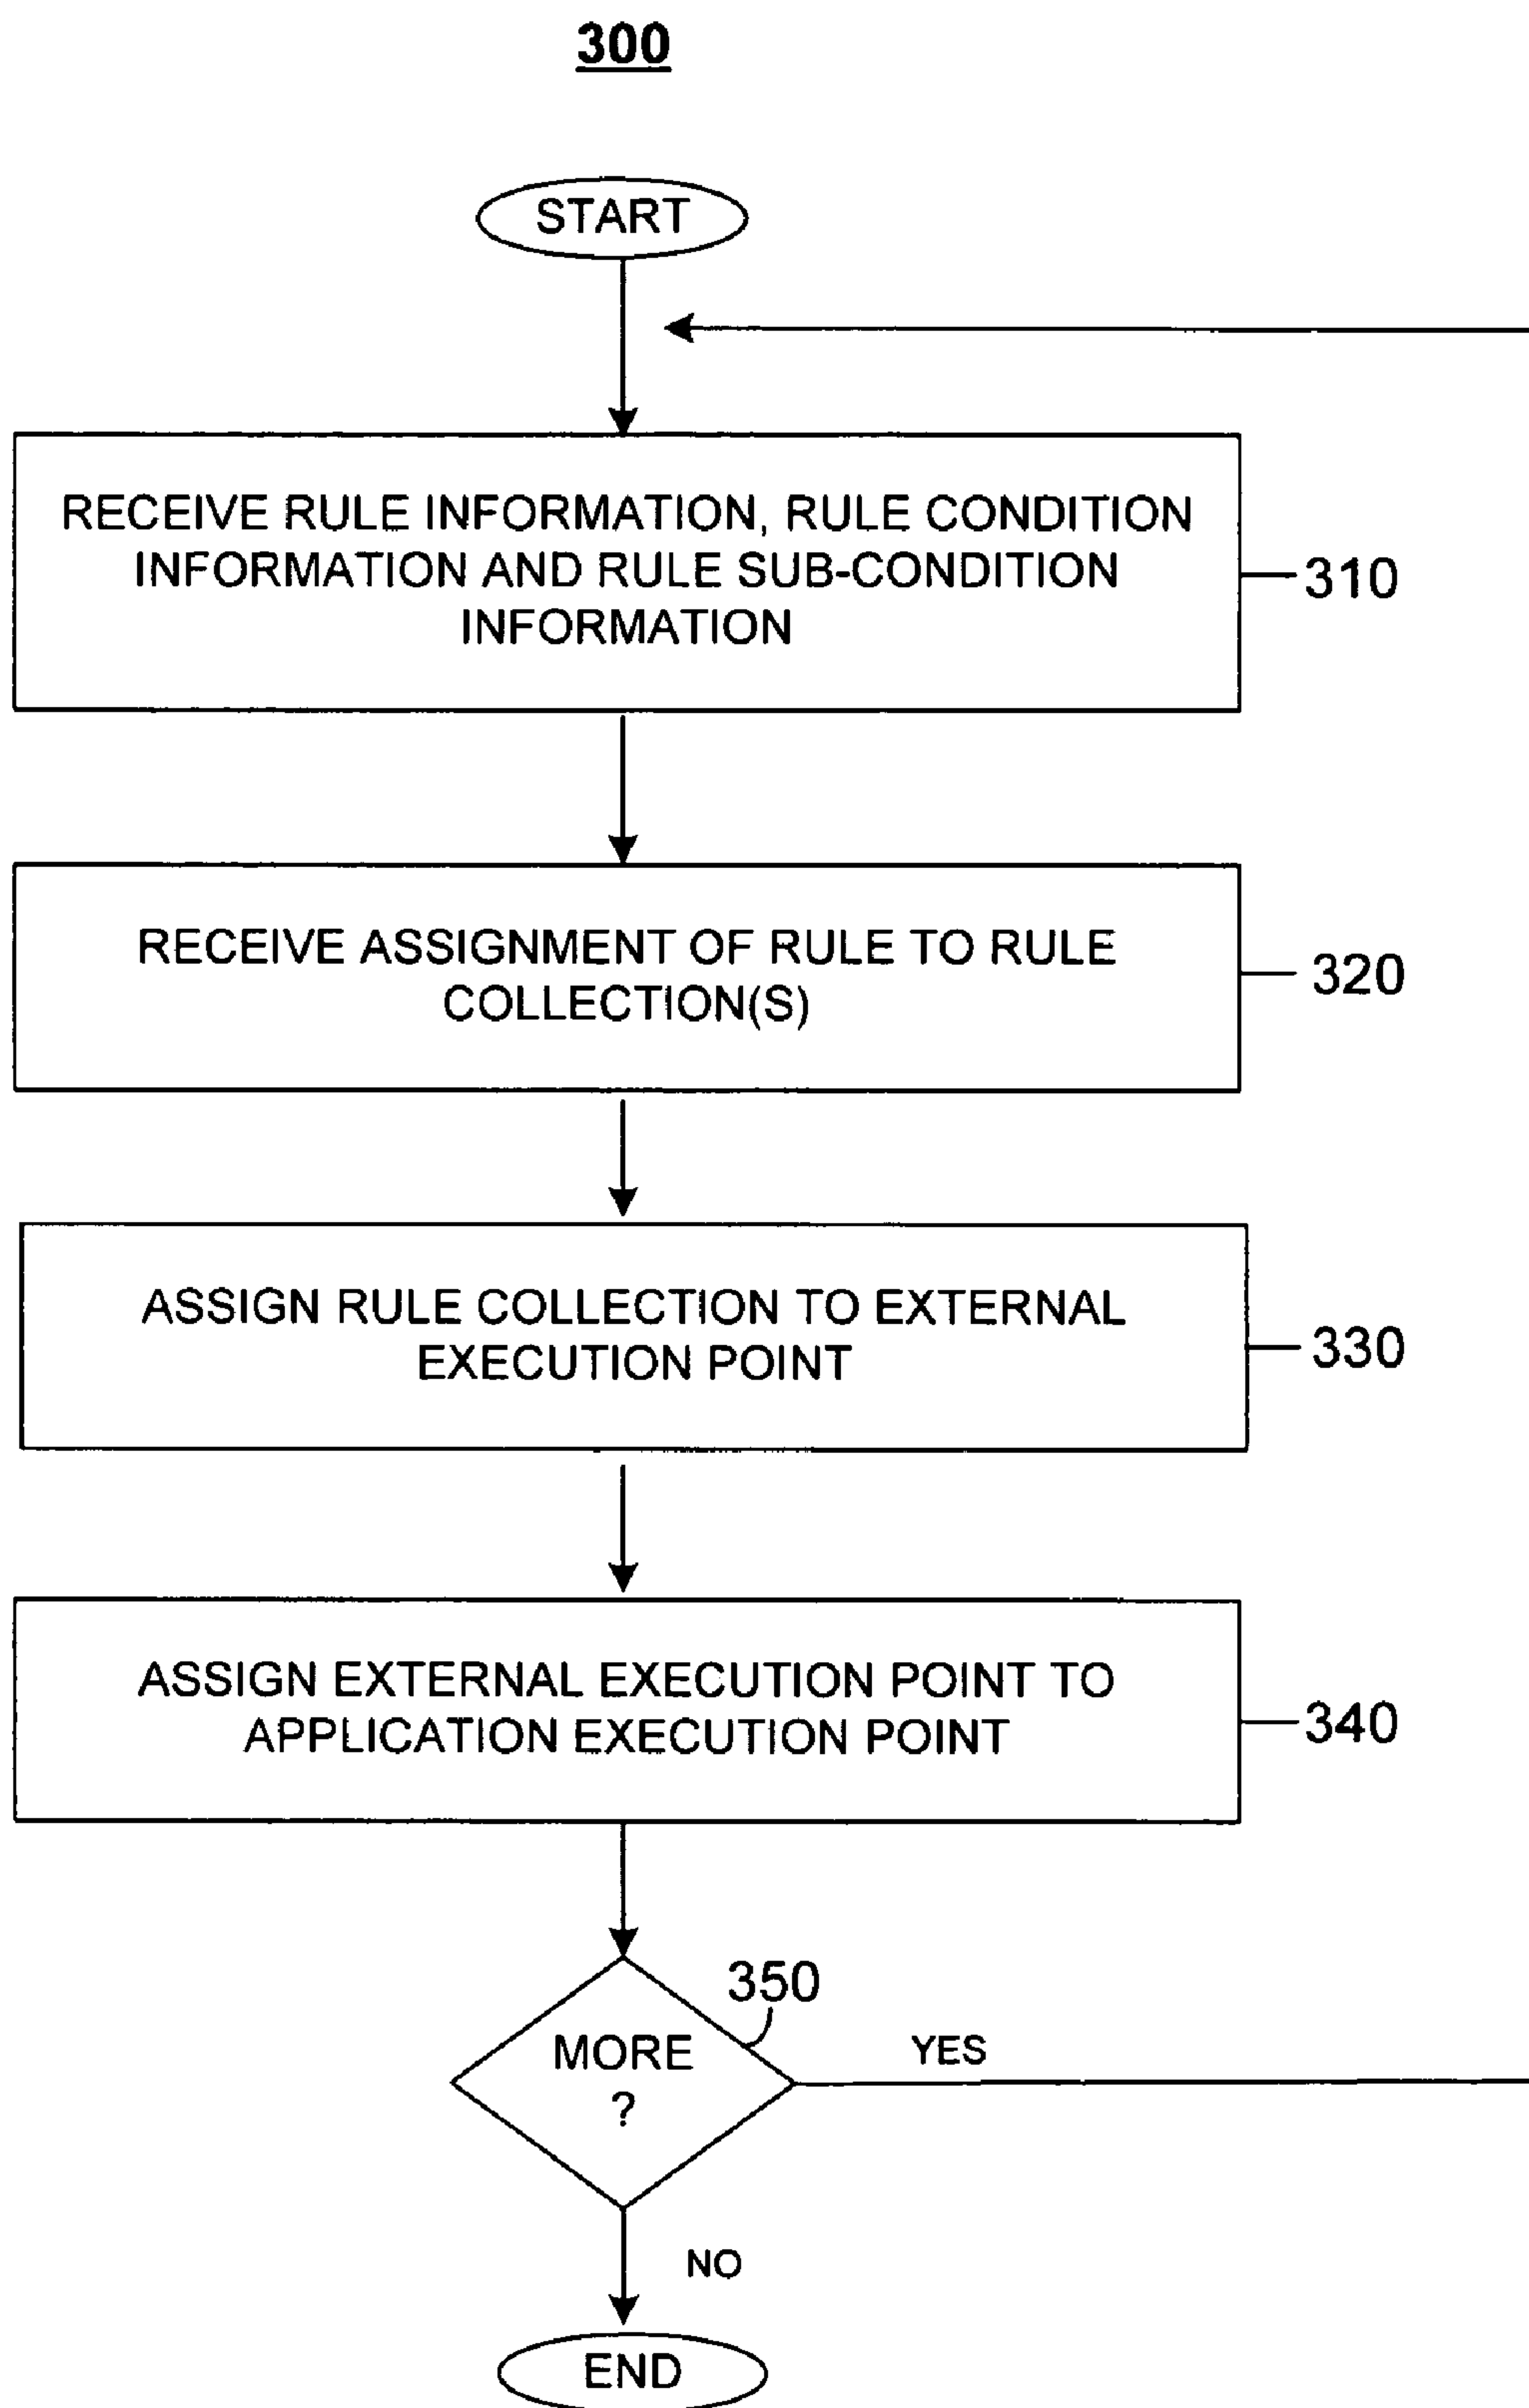 300
START
RECEIVE RULE INFORMATION, RULE CONDITION
INFORMATION AND RULE SUB-CONDITION
INFORMATION
310
RECEIVE ASSIGNMENT OF RULE TO RULE
COLLECTION(S)
320
ASSIGN RULE COLLECTION TO EXTERNAL
EXECUTION POINT
330
ASSIGN EXTERNAL EXECUTION POINT TO
APPLICATION EXECUTION POINT
340
350
MORE
?
YES
NO
END